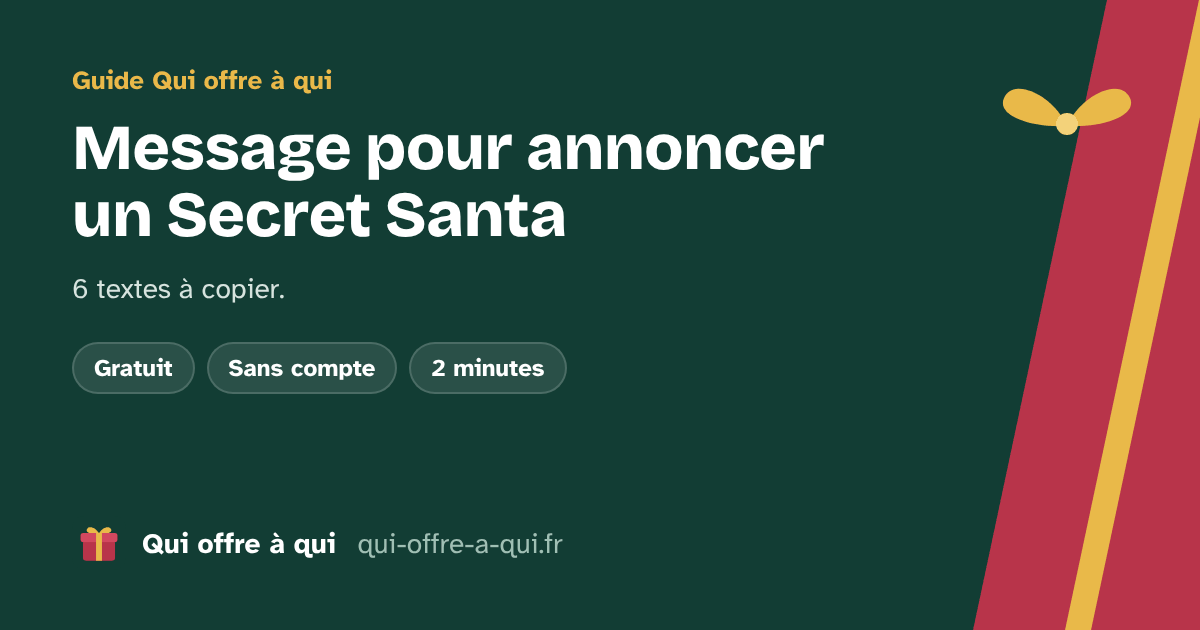 Guide Qui offre à qui
Message pour annoncer
un Secret Santa
6 textes à copier.
Gratuit
Sans compte
2 minutes
Qui offre à qui qui-offre-a-qui.fr